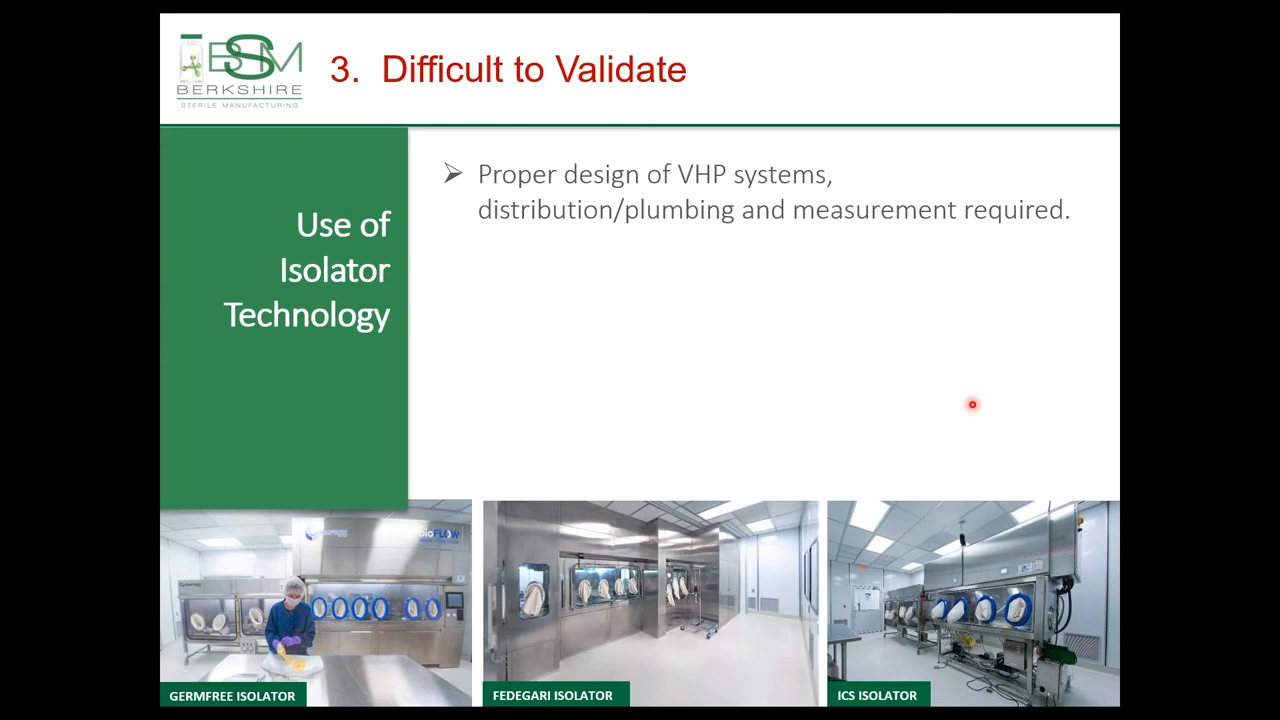 BSM
BERKSHIRE
STERILE MANUFACTURING
3. Difficult to Validate
Use of
Isolator
Technology
➢ Proper design of VHP systems,
distribution/plumbing and measurement required.
bioFLOW
GERMFREE ISOLATOR
FEDEGARI ISOLATOR
ICS ISOLATOR